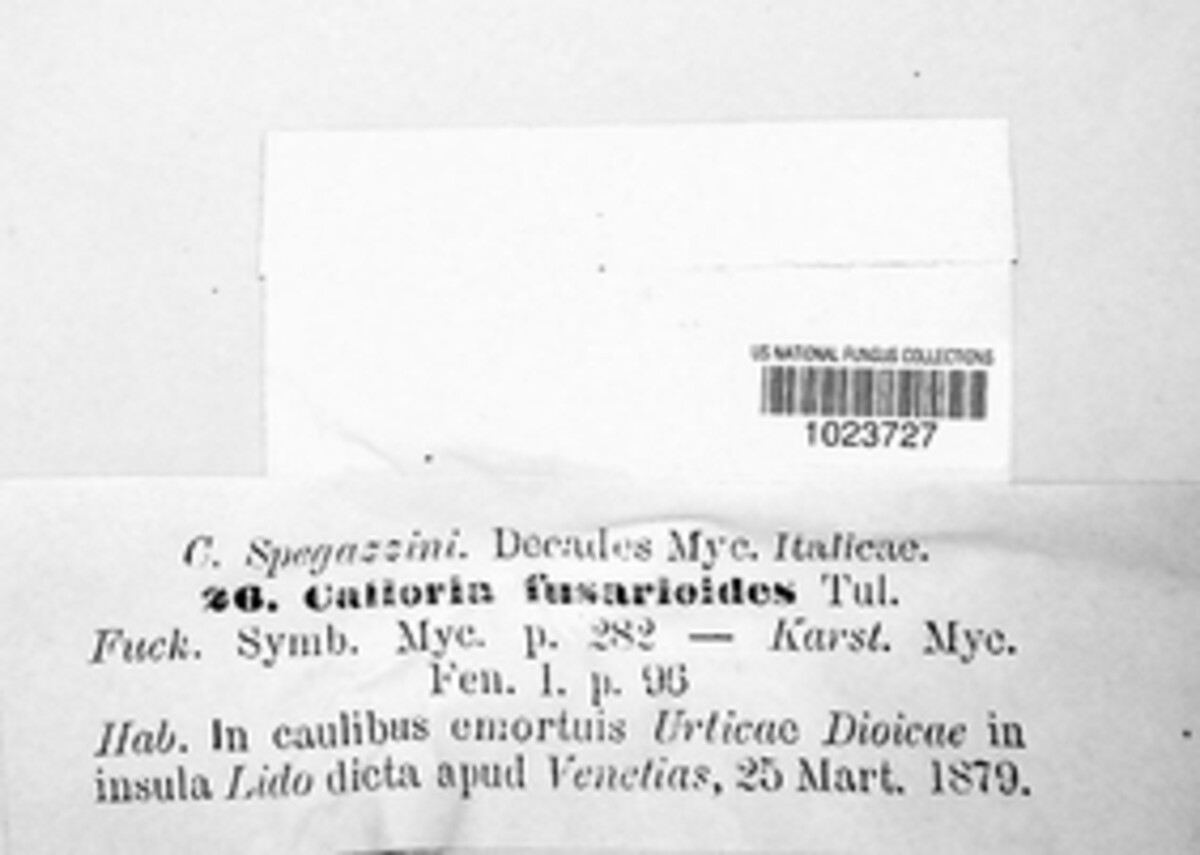 US NATIONAL FUNGUS COLLECTIONS
1023727
C. Spegazzini. Decades Myc. Italicae.
26. Calloria fusarioides Tul.
Fuck. Symb. Myc. p. 282 — Karst. Myc.
Fen. I. p. 96
Hab. In caulibus emortuis Urticae Dioicae in
insula Lido dicta apud Venetias, 25 Mart. 1879.